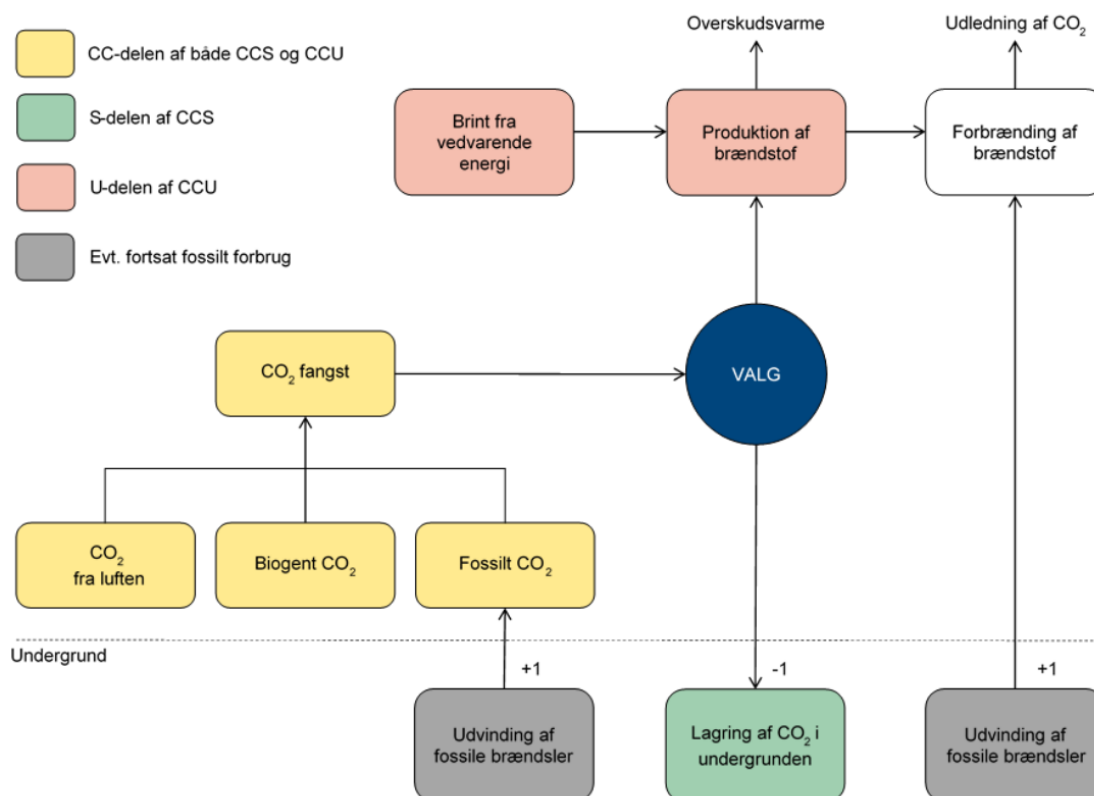 CC-delen af både CCS og CCU
S-delen af CCS
U-delen af CCU
Evt. fortsat fossilt forbrug
Overskudsvarme
Udledning af CO₂
Brint fra
vedvarende
energi
Produktion af
brændstof
Forbrænding af
brændstof
CO₂ fangst
VALG
CO₂
fra luften
Biogent CO₂
Fossilt CO₂
Undergrund
+1
-1
+1
Udvinding af
fossile brændsler
Lagring af CO₂ i
undergrunden
Udvinding af
fossile brændsler